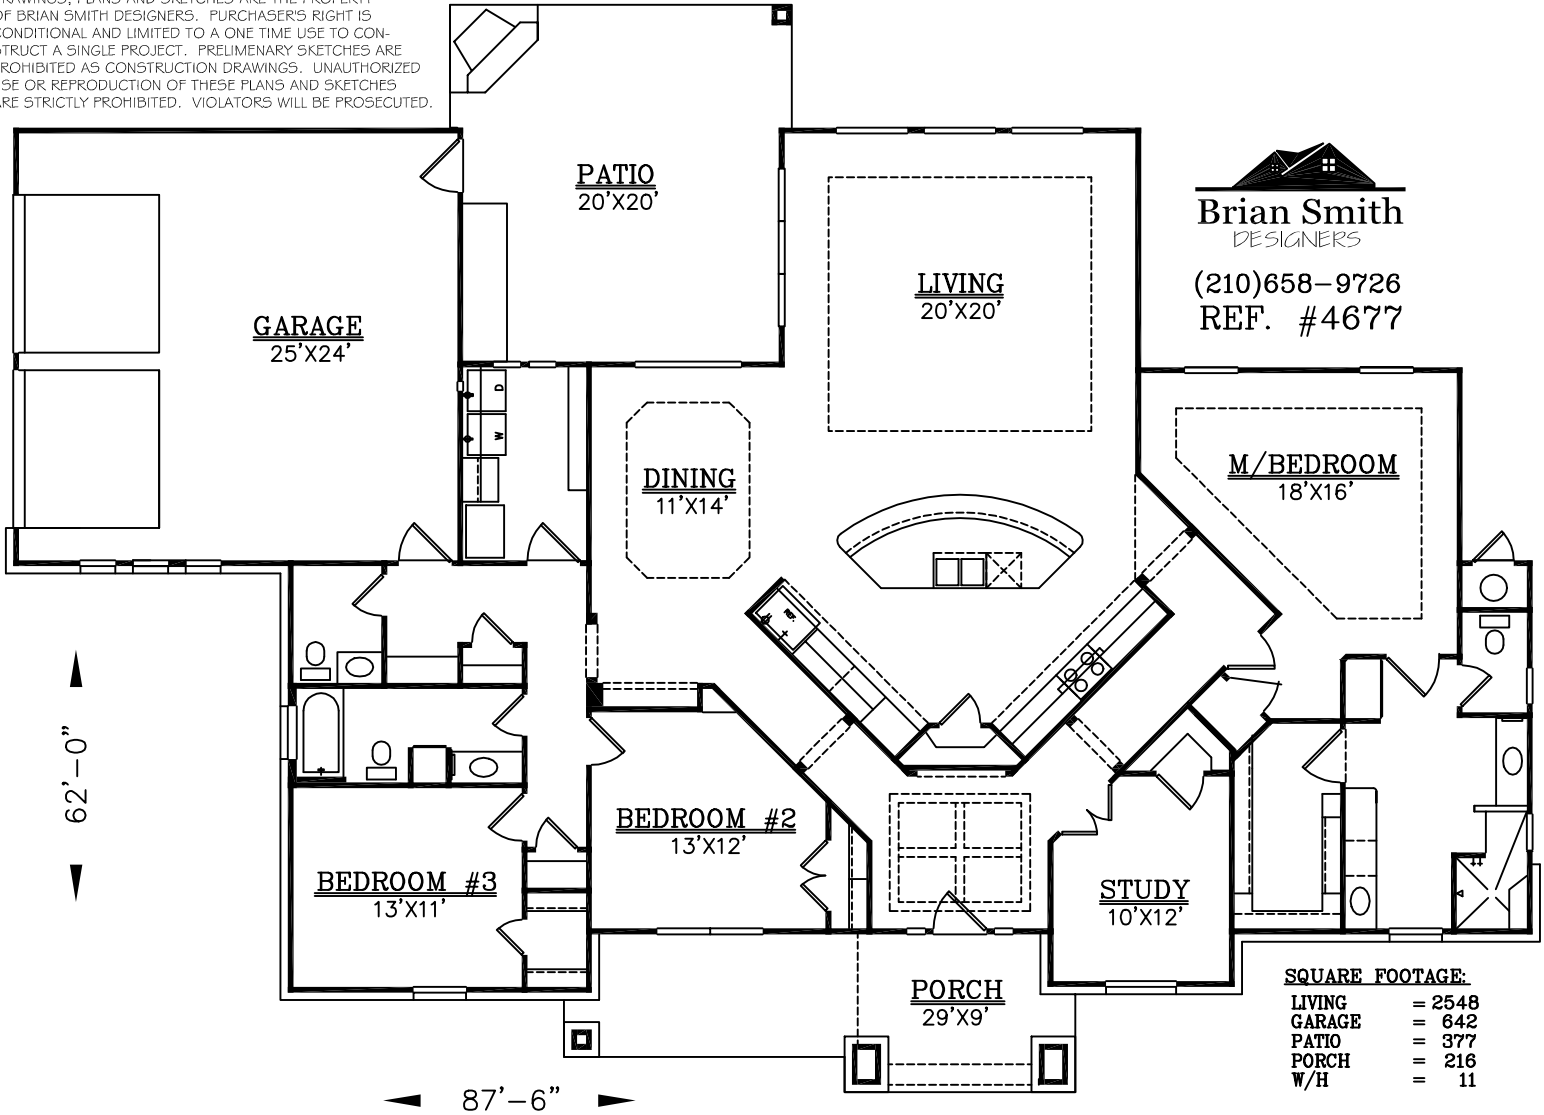 OF BRIAN SMITH DESIGNERS. PURCHASER'S RIGHT IS
CONDITIONAL AND LIMITED TO A ONE TIME USE TO CON-
STRUCT A SINGLE PROJECT. PRELIMENARY SKETCHES ARE
PROHIBITED AS CONSTRUCTION DRAWINGS. UNAUTHORIZED
USE OR REPRODUCTION OF THESE PLANS AND SKETCHES
ARE STRICTLY PROHIBITED. VIOLATORS WILL BE PROSECUTED.
PATIO
20'X20'
Brian Smith
DESIGNERS
(210)658-9726
REF. #4677
LIVING
20'X20'
GARAGE
25'X24'
D
W
DINING
11'X14'
M/BEDROOM
18'X16'
REF.
62'-0"
BEDROOM #2
13'X12'
BEDROOM #3
13'X11'
STUDY
10'X12'
PORCH
29'X9'
SQUARE FOOTAGE:
LIVING = 2548
GARAGE = 642
PATIO = 377
PORCH = 216
W/H = 11
87'-6"